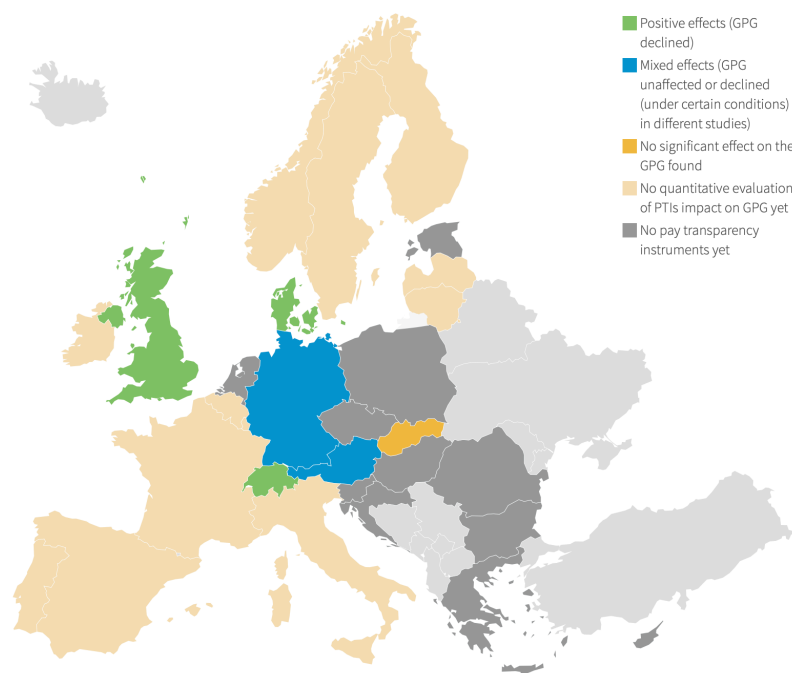 Positive effects (GPG
declined)
Mixed effects (GPG
unaffected or declined
(under certain conditions)
in different studies)
No significant effect on the
GPG found
No quantitative evaluation
of PTIs impact on GPG yet
No pay transparency
instruments yet